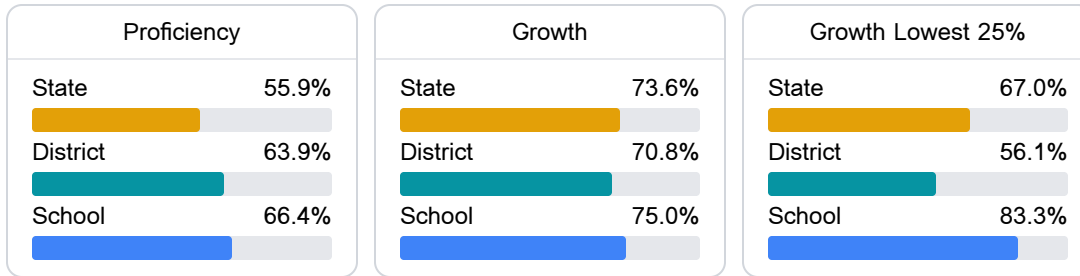 Proficiency
State 55.9%
District 63.9%
School 66.4%
Growth
State 73.6%
District 70.8%
School 75.0%
Growth Lowest 25%
State 67.0%
District 56.1%
School 83.3%